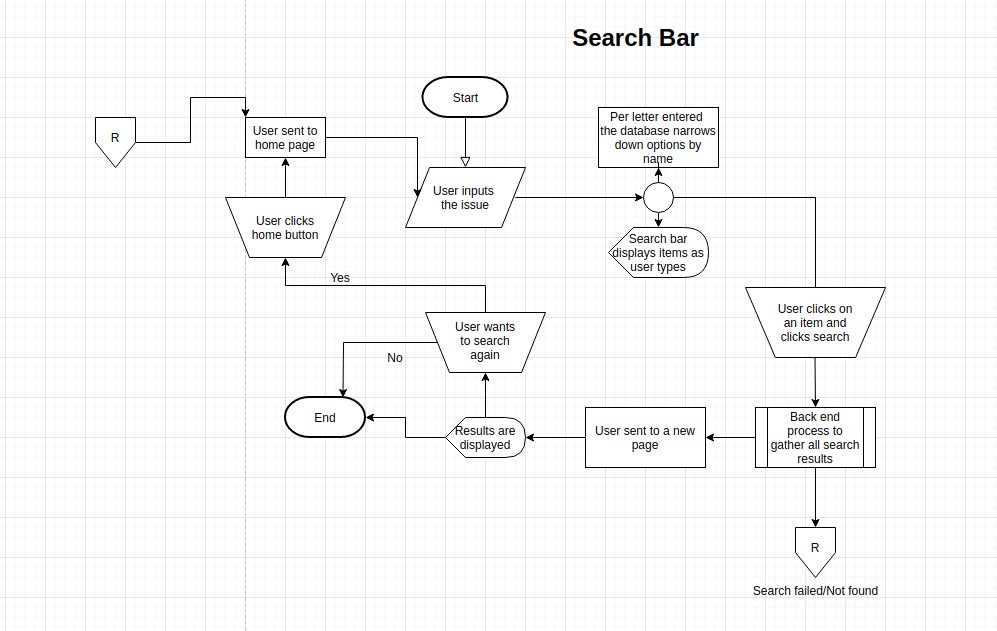 Search Bar
Start
R
User sent to
home page
Per letter entered
the database narrows
down options by
name
User inputs
the issue
User clicks
home button
Search bar
displays items as
user types
Yes
User clicks on
an item and
clicks search
User wants
to search
again
No
End
Results are
displayed
User sent to a new
page
Back end
process to
gather all search
results
R
Search failed/Not found